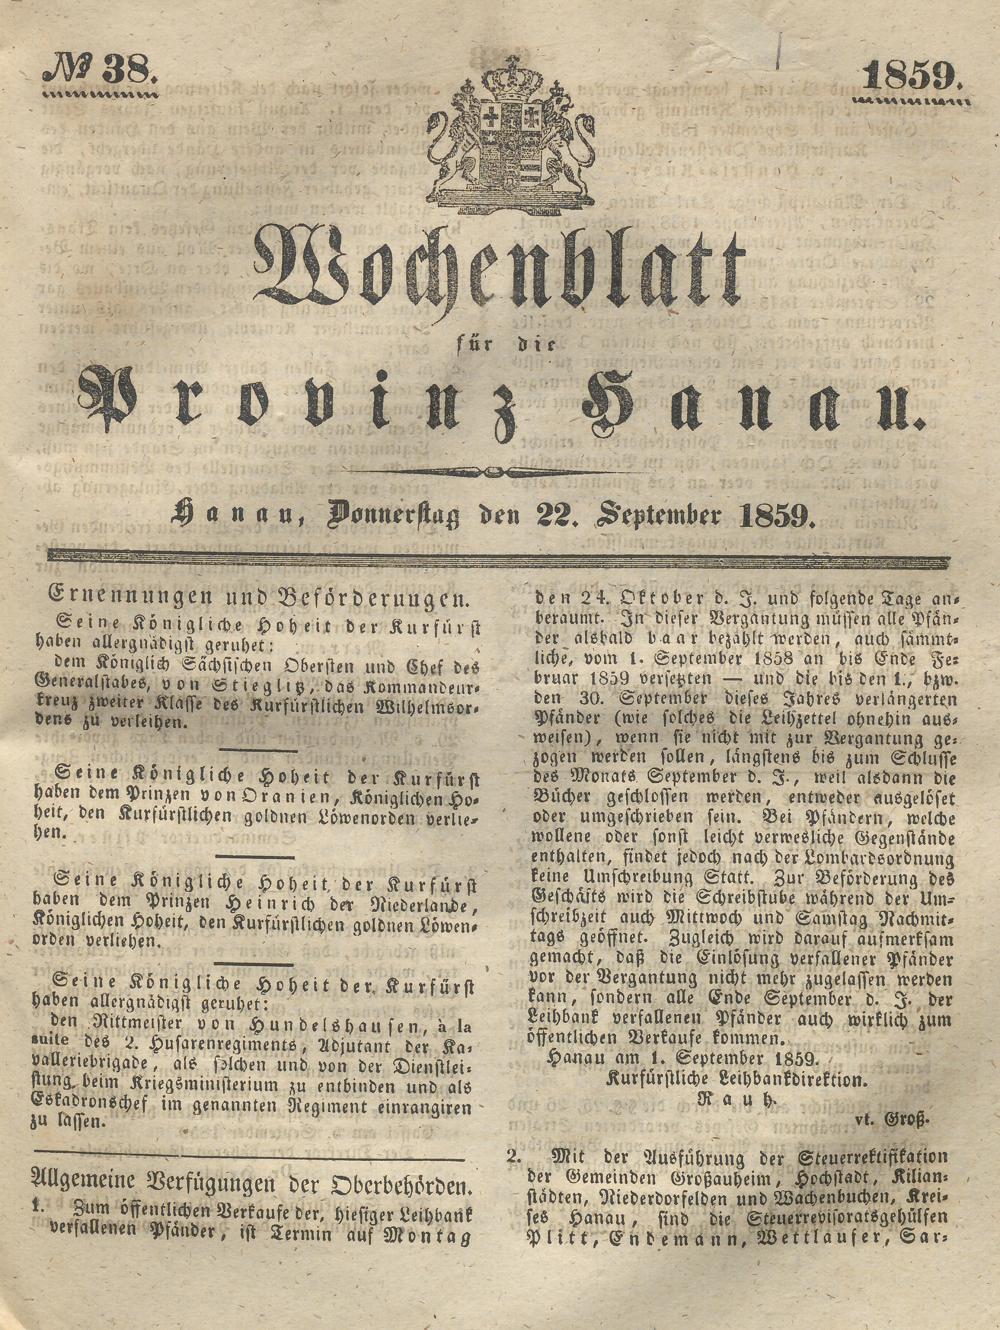 № 38.
1859.
Wochenblatt
für die
Provinz Hanau.
Hanau, Donnerstag den 22. September 1859.
Ernennungen und Beförderungen.
Seine Königliche Hoheit der Kurfürst
haben allergnädigst geruhet:
dem Königlich Sächsischen Obersten und Chef des
Generalstabes, von Stieglitz, das Kommandeur-
kreuz zweiter Klasse des Kurfürstlichen Wilhelmsor-
dens zu verleihen.
Seine Königliche Hoheit der Kurfürst
haben dem Prinzen von Oranien, Königlichen Ho-
heit, den Kurfürstlichen goldnen Löwenorden verlie-
hen.
Seine Königliche Hoheit der Kurfürst
haben dem Prinzen Heinrich der Niederlande,
Königlichen Hoheit, den Kurfürstlichen goldnen Löwen-
orden verliehen.
Seine Königliche Hoheit der Kurfürst
haben allergnädigst geruhet:
den Rittmeister von Hundelshausen, à la
suite des 2. Husarenregiments, Adjutant der Ka-
valleriebrigade, als solchen und von der Dienstlei-
stung beim Kriegsministerium zu entbinden und als
Eskadronschef im genannten Regiment einrangiren
zu lassen.
Allgemeine Verfügungen der Oberbehörden.
1. Zum öffentlichen Verkaufe der, hiesiger Leihbank
verfallenen Pfänder, ist Termin auf Montag
den 24. Oktober d. J. und folgende Tage an-
beraumt. In dieser Vergantung müssen alle Pfän-
der alsbald baar bezahlt werden, auch sämmt-
liche, vom 1. September 1858 an bis Ende Fe-
bruar 1859 versetzten — und die bis den 1., bzw.
den 30. September dieses Jahres verlängerten
Pfänder (wie solches die Leihzettel ohnehin aus-
weisen), wenn sie nicht mit zur Vergantung ge-
zogen werden sollen, längstens bis zum Schlusse
des Monats September d. J., weil alsdann die
Bücher geschlossen werden, entweder ausgelöset
oder umgeschrieben sein. Bei Pfändern, welche
wollene oder sonst leicht verwesliche Gegenstände
enthalten, findet jedoch nach der Lombardsordnung
keine Umschreibung Statt. Zur Beförderung des
Geschäfts wird die Schreibstube während der Um-
schreibzeit auch Mittwoch und Samstag Nachmit-
tags geöffnet. Zugleich wird darauf aufmerksam
gemacht, daß die Einlösung verfallener Pfänder
vor der Vergantung nicht mehr zugelassen werden
kann, sondern alle Ende September d. J. der
Leihbank verfallenen Pfänder auch wirklich zum
öffentlichen Verkaufe kommen.
Hanau am 1. September 1859.
Kurfürstliche Leihbankdirektion.
Rauh.
vt. Groß.
2. Mit der Ausführung der Steuerrektifikation
der Gemeinden Großauheim, Hochstadt, Kilian-
städten, Niederdorfelden und Wachenbuchen, Krei-
ses Hanau, sind die Steuerrevisoratsgehülfen
Plitt, Endemann, Wettlaufer, Sar-